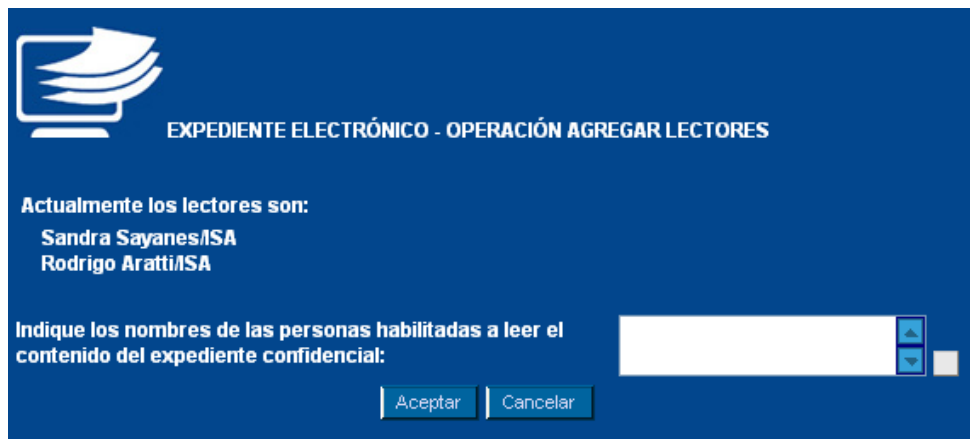 EXPEDIENTE ELECTRÓNICO - OPERACIÓN AGREGAR LECTORES
Actualmente los lectores son:
Sandra Sayanes/ISA
Rodrigo Aratti/ISA
Indique los nombres de las personas habilitadas a leer el
contenido del expediente confidencial:
Aceptar Cancelar